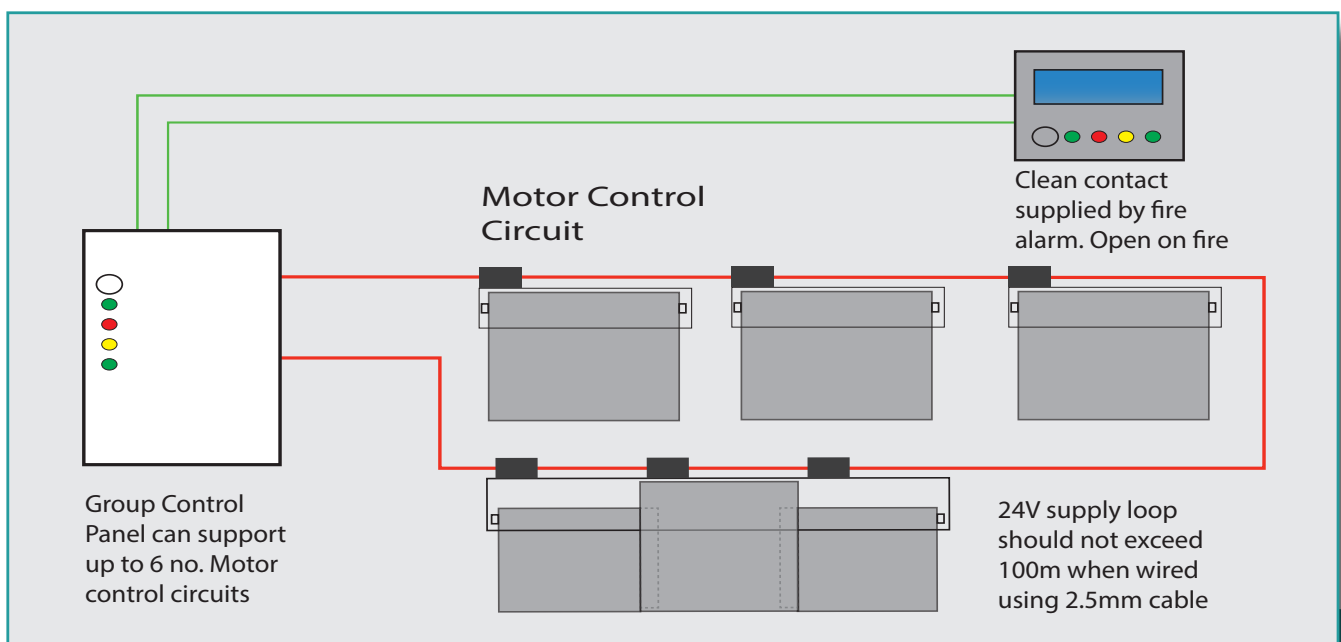 Motor Control
Circuit
Clean contact
supplied by fire
alarm. Open on fire
Group Control
Panel can support
up to 6 no. Motor
control circuits
24V supply loop
should not exceed
100m when wired
using 2.5mm cable